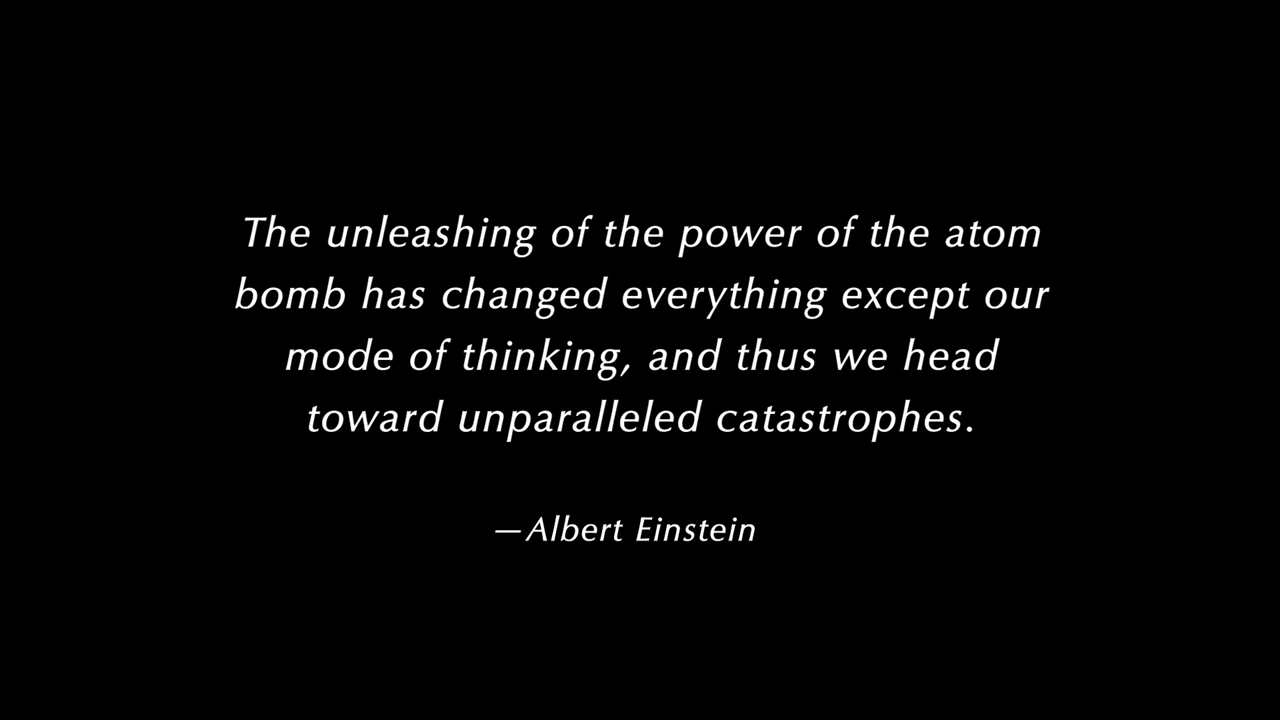 The unleashing of the power of the atom
bomb has changed everything except our
mode of thinking, and thus we head
toward unparalleled catastrophes.
—Albert Einstein